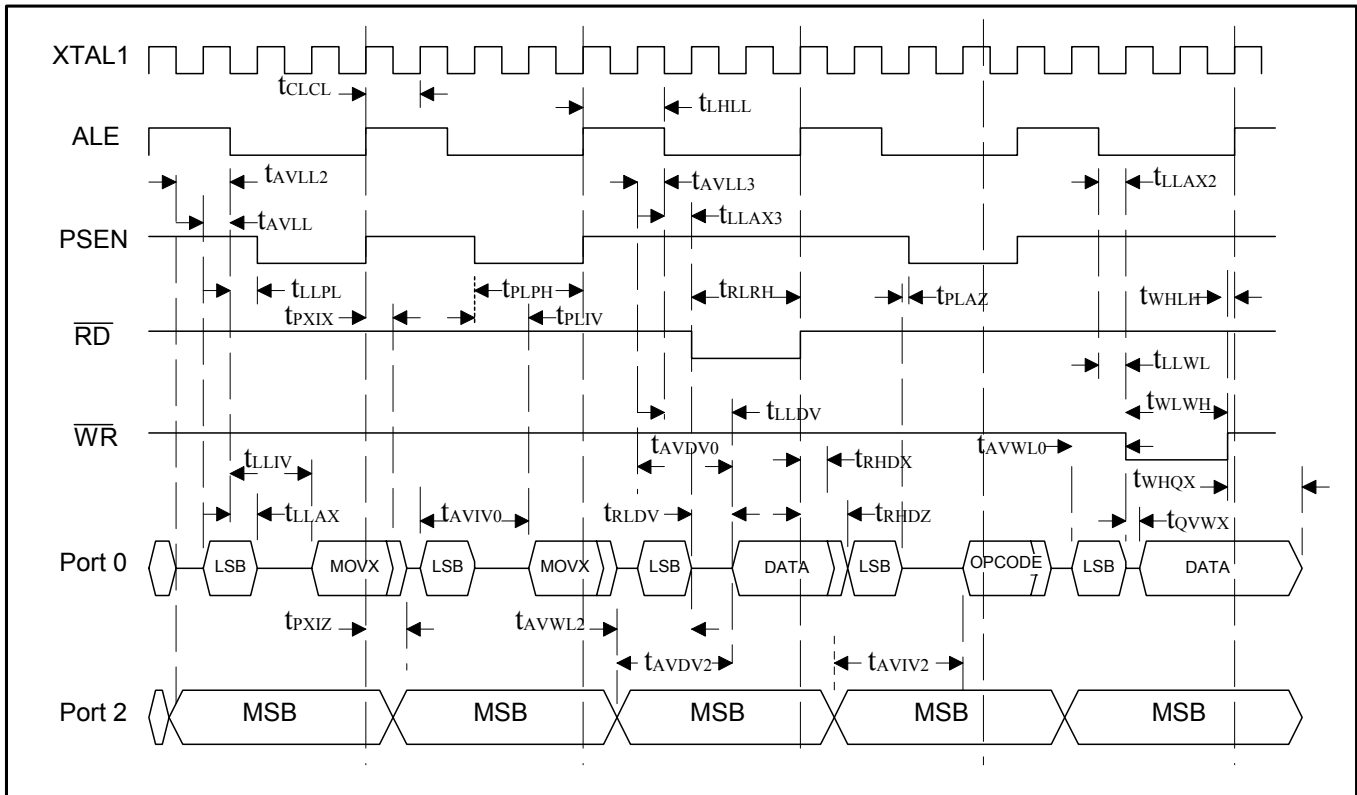 XTAL1
tCLCL
tLHLL
ALE
tAVLL2
tAVLL3
tLLAX2
tAVLL
tLLAX3
PSEN
tLLPL
tPLPH
tRLRH
tPLAZ
tWHLH
tPXIX
tPLIV
RD
tLLWL
tLLDV
tWLWH
WR
tAVDV0
tAVWL0
tLLIV
tRHDX
tWHQX
tLLAX
tAVIV0
tRLDV
tRHDZ
tQVWX
Port 0
LSB
MOVX
LSB
MOVX
LSB
DATA
LSB
OPCODE
LSB
DATA
tPXIZ
tAVWL2
tAVDV2
tAVIV2
Port 2
MSB
MSB
MSB
MSB
MSB